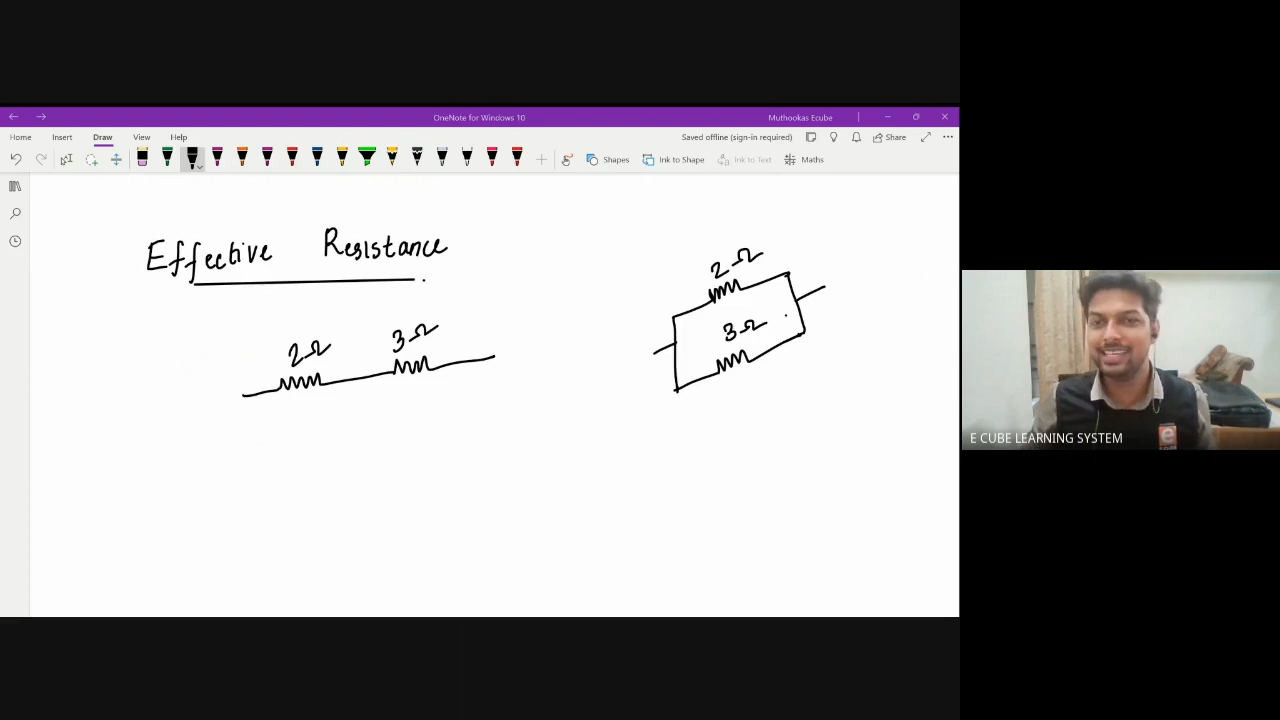 OneNote for Windows 10
Muthookas Ecube
Home Insert Draw View Help
Saved offline (sign-in required)
Share
Shapes
Ink to Shape
Ink to Text
Maths
Effective Resistance
2Ω
3Ω
2Ω
3Ω
E CUBE LEARNING SYSTEM